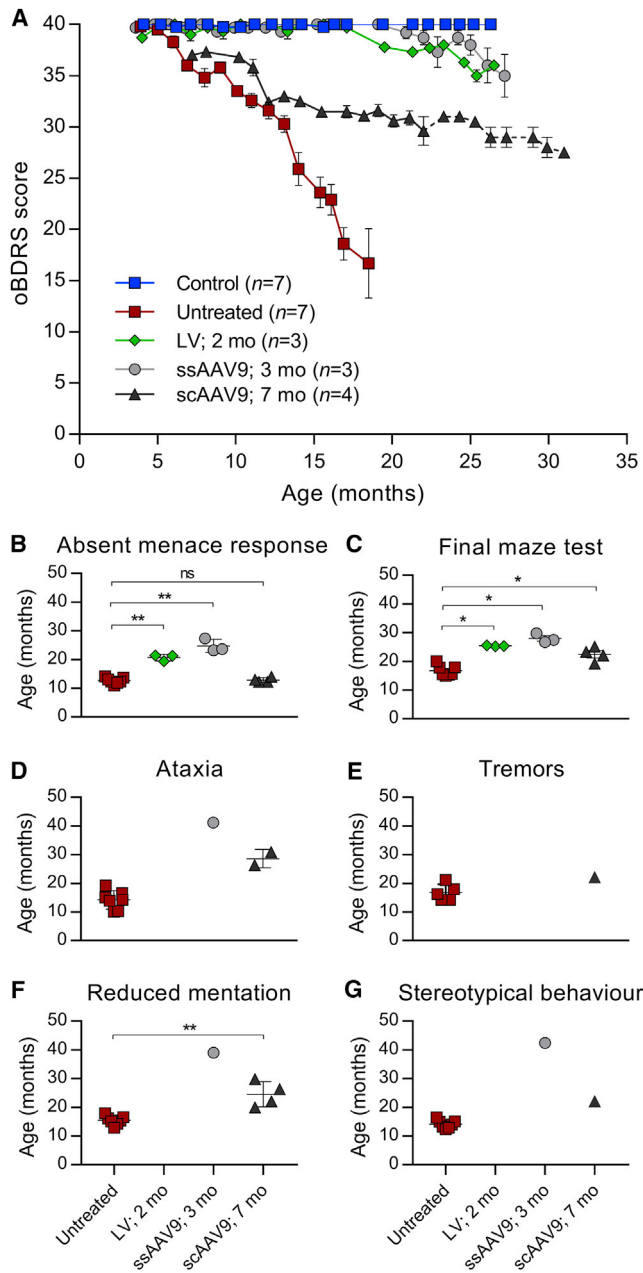 A
40
35
30
25
20
15
10
5
0
oBDRS score
Control (n=7)
Untreated (n=7)
LV; 2 mo (n=3)
ssAAV9; 3 mo (n=3)
scAAV9; 7 mo (n=4)
0 5 10 15 20 25 30 35
Age (months)
B Absent menace response
50
40
30
20
10
0
Age (months)
ns
**
**
C Final maze test
50
40
30
20
10
0
Age (months)
*
*
*
D Ataxia
50
40
30
20
10
0
Age (months)
E Tremors
50
40
30
20
10
0
Age (months)
F Reduced mentation
50
40
30
20
10
0
Age (months)
**
Untreated
LV; 2 mo
ssAAV9; 3 mo
scAAV9; 7 mo
G Stereotypical behaviour
50
40
30
20
10
0
Age (months)
Untreated
LV; 2 mo
ssAAV9; 3 mo
scAAV9; 7 mo